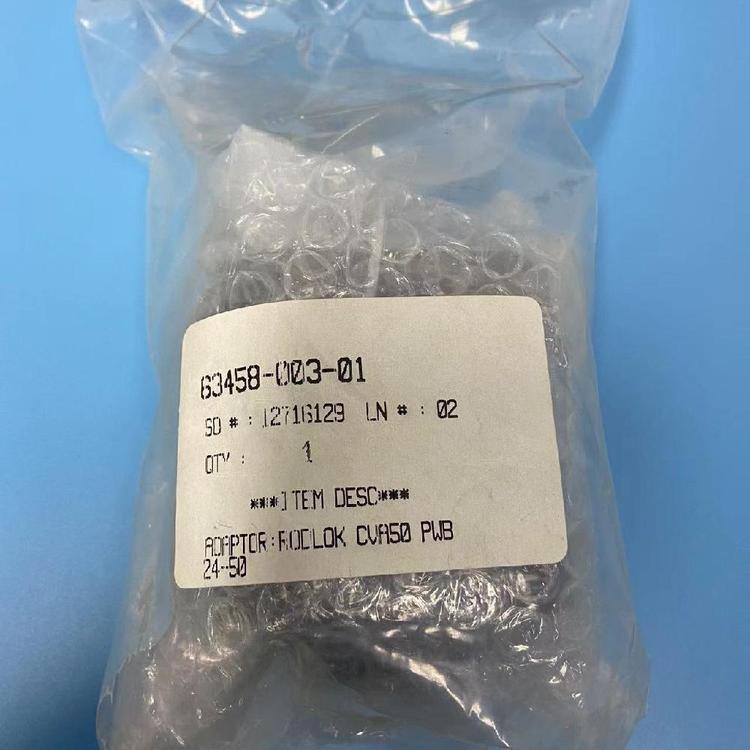 63458-003-01
SO # : 12716129 LN # : 02
QTY : 1
***ITEM DESC***
ADAPTOR:RODLOK CVA50 PWB
24-50